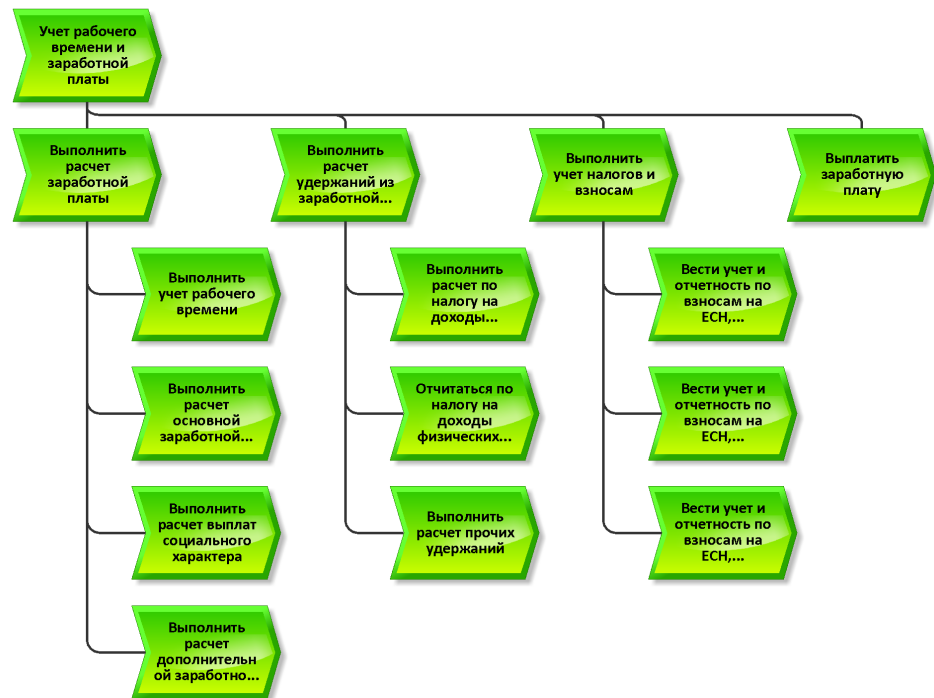 Учет рабочего
времени и
заработной
платы
Выполнить
расчет
заработной
платы
Выполнить
расчет
удержаний из
заработной...
Выполнить
учет налогов и
взносам
Выплатить
заработную
плату
Выполнить
учет рабочего
времени
Выполнить
расчет
основной
заработной...
Выполнить
расчет выплат
социального
характера
Выполнить
расчет
дополнительн
ой заработно...
Выполнить
расчет по
налогу на
доходы...
Отчитаться по
налогу на
доходы
физических...
Выполнить
расчет прочих
удержаний
Вести учет и
отчетность по
взносам на
ЕСН,...
Вести учет и
отчетность по
взносам на
ЕСН,...
Вести учет и
отчетность по
взносам на
ЕСН,...